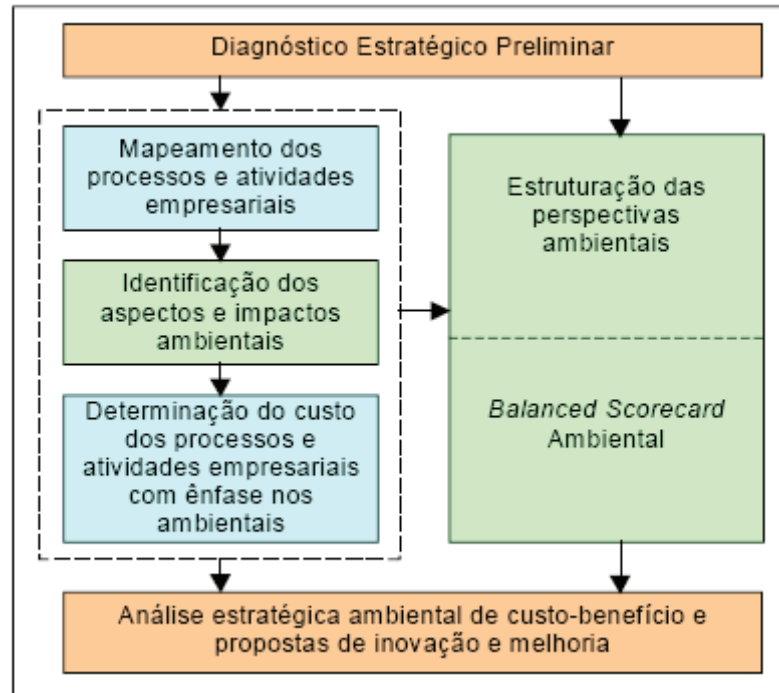 Diagnóstico Estratégico Preliminar
Mapeamento dos
processos e atividades
empresariais
Identificação dos
aspectos e impactos
ambientais
Determinação do custo
dos processos e
atividades empresariais
com ênfase nos
ambientais
Estruturação das
perspectivas
ambientais
Balanced Scorecard
Ambiental
Análise estratégica ambiental de custo-benefício e
propostas de inovação e melhoria